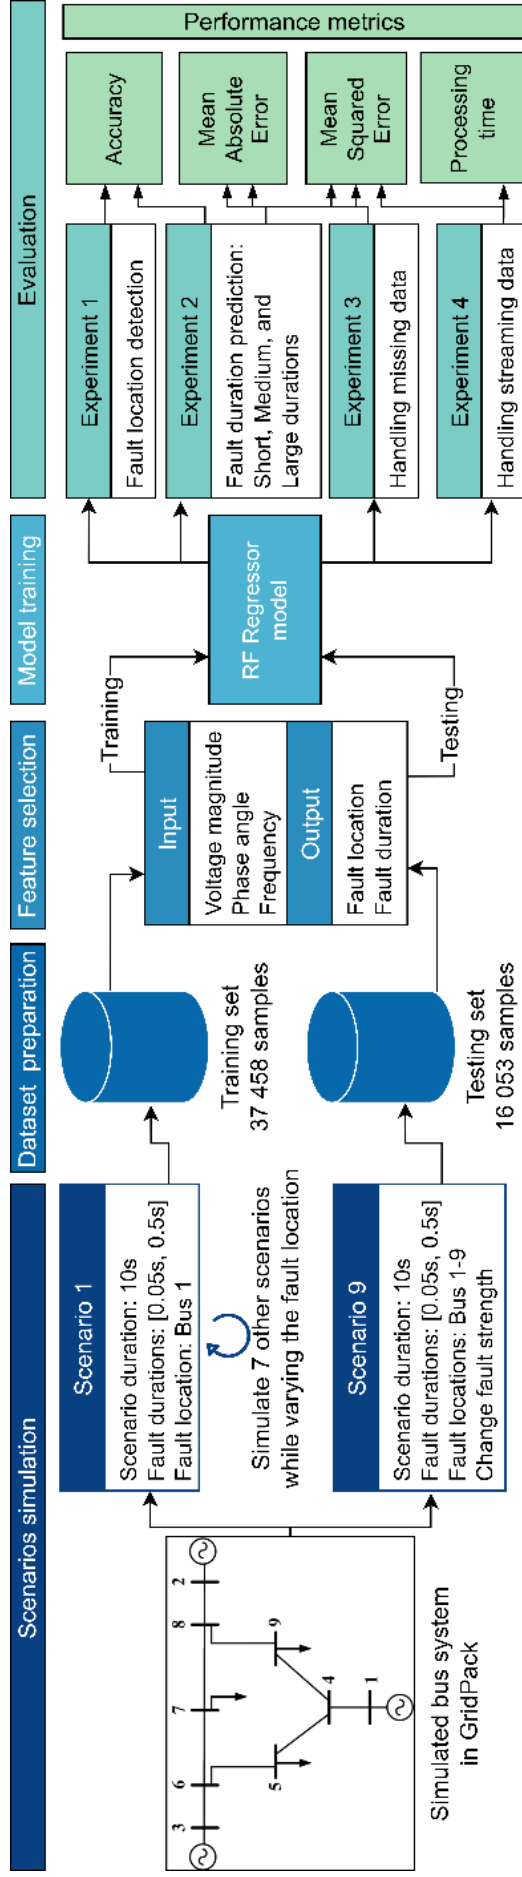 Scenarios simulation
Dataset preparation
Feature selection
Model training
Evaluation
3
6
7
8
2
5
9
4
1
Simulated bus system
in GridPack
Scenario 1
Scenario duration: 10s
Fault durations: [0.05s, 0.5s]
Fault location: Bus 1
Simulate 7 other scenarios
while varying the fault location
Scenario 9
Scenario duration: 10s
Fault durations: [0.05s, 0.5s]
Fault locations: Bus 1-9
Change fault strength
Training set
37 458 samples
Testing set
16 053 samples
Input
Voltage magnitude
Phase angle
Frequency
Output
Fault location
Fault duration
Training
Testing
RF Regressor
model
Experiment 1
Fault location detection
Experiment 2
Fault duration prediction:
Short, Medium, and
Large durations
Experiment 3
Handling missing data
Experiment 4
Handling streaming data
Accuracy
Mean
Absolute
Error
Mean
Squared
Error
Processing
time
Performance metrics